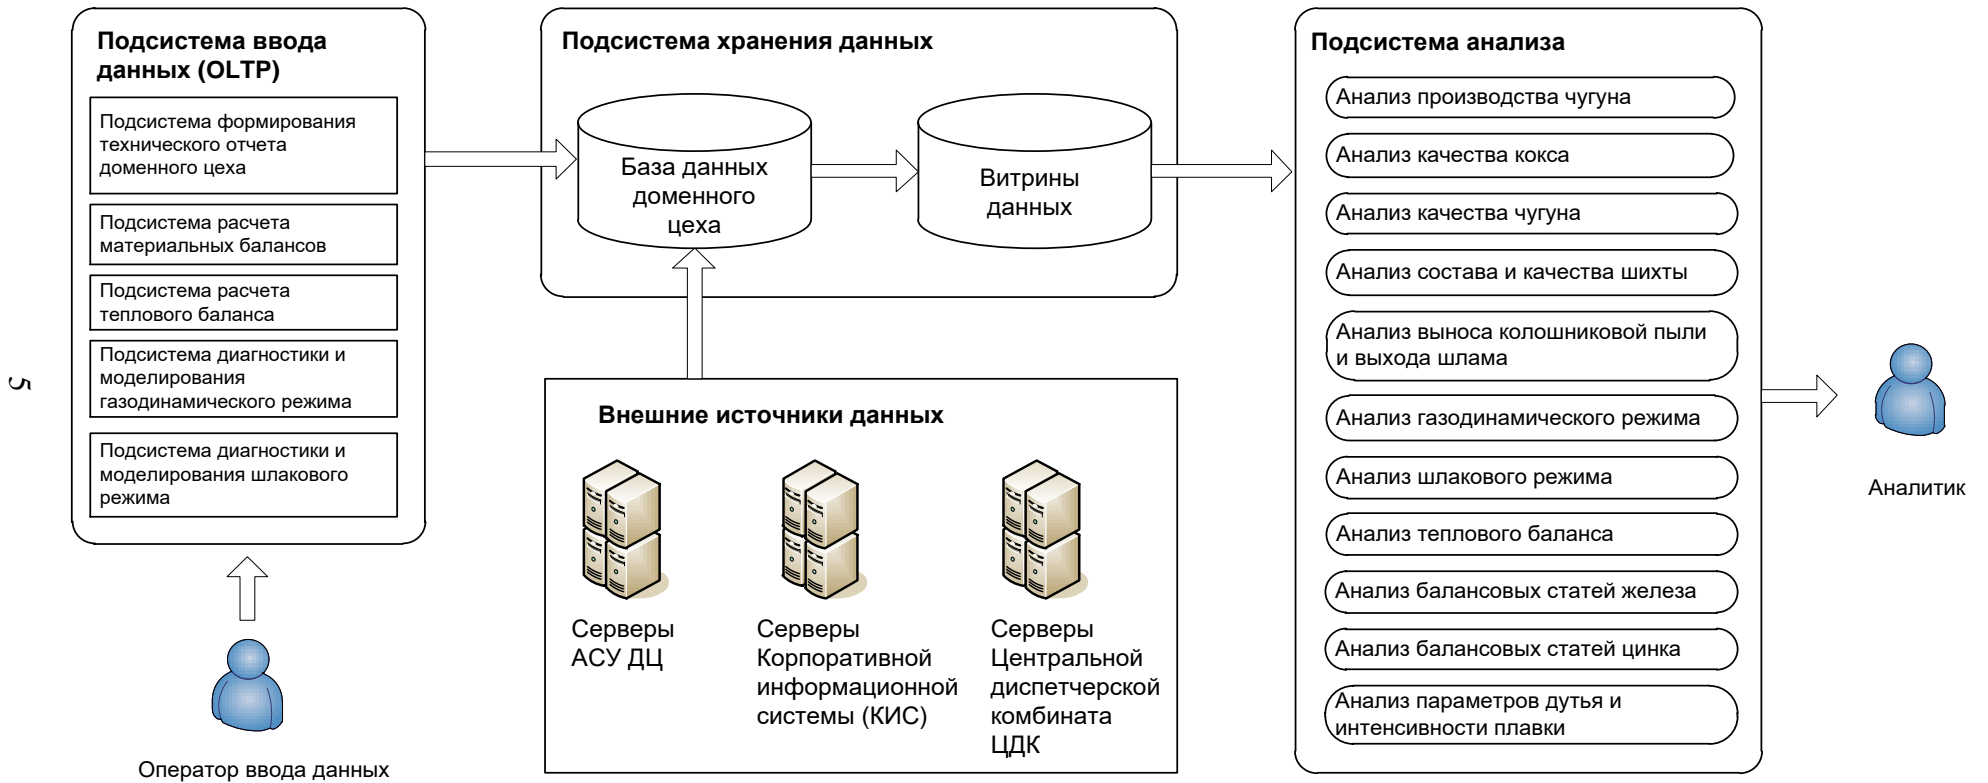 Подсистема ввода
данных (OLTP)
Подсистема формирования
технического отчета
доменного цеха
Подсистема расчета
материальных балансов
Подсистема расчета
теплового баланса
Подсистема диагностики и
моделирования
газодинамического режима
Подсистема диагностики и
моделирования шлакового
режима
Оператор ввода данных
5
Подсистема хранения данных
База данных
доменного
цеха
Витрины
данных
Внешние источники данных
Серверы
АСУ ДЦ
Серверы
Корпоративной
информационной
системы (КИС)
Серверы
Центральной
диспетчерской
комбината
ЦДК
Подсистема анализа
Анализ производства чугуна
Анализ качества кокса
Анализ качества чугуна
Анализ состава и качества шихты
Анализ выноса колошниковой пыли
и выхода шлама
Анализ газодинамического режима
Анализ шлакового режима
Анализ теплового баланса
Анализ балансовых статей железа
Анализ балансовых статей цинка
Анализ параметров дутья и
интенсивности плавки
Аналитик